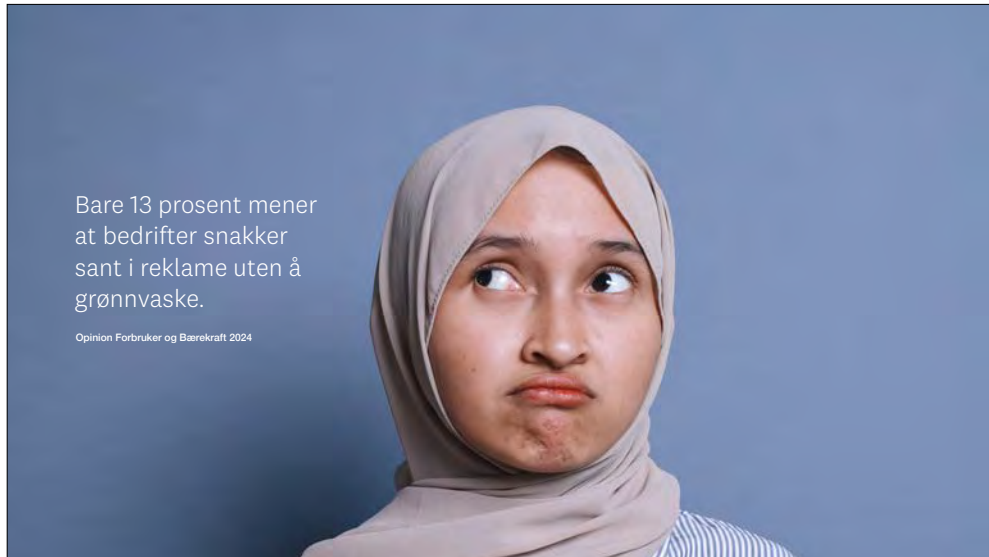 Bare 13 prosent mener
at bedrifter snakker
sant i reklame uten å
grønnvaske.
Opinion Forbruker og Bærekraft 2024